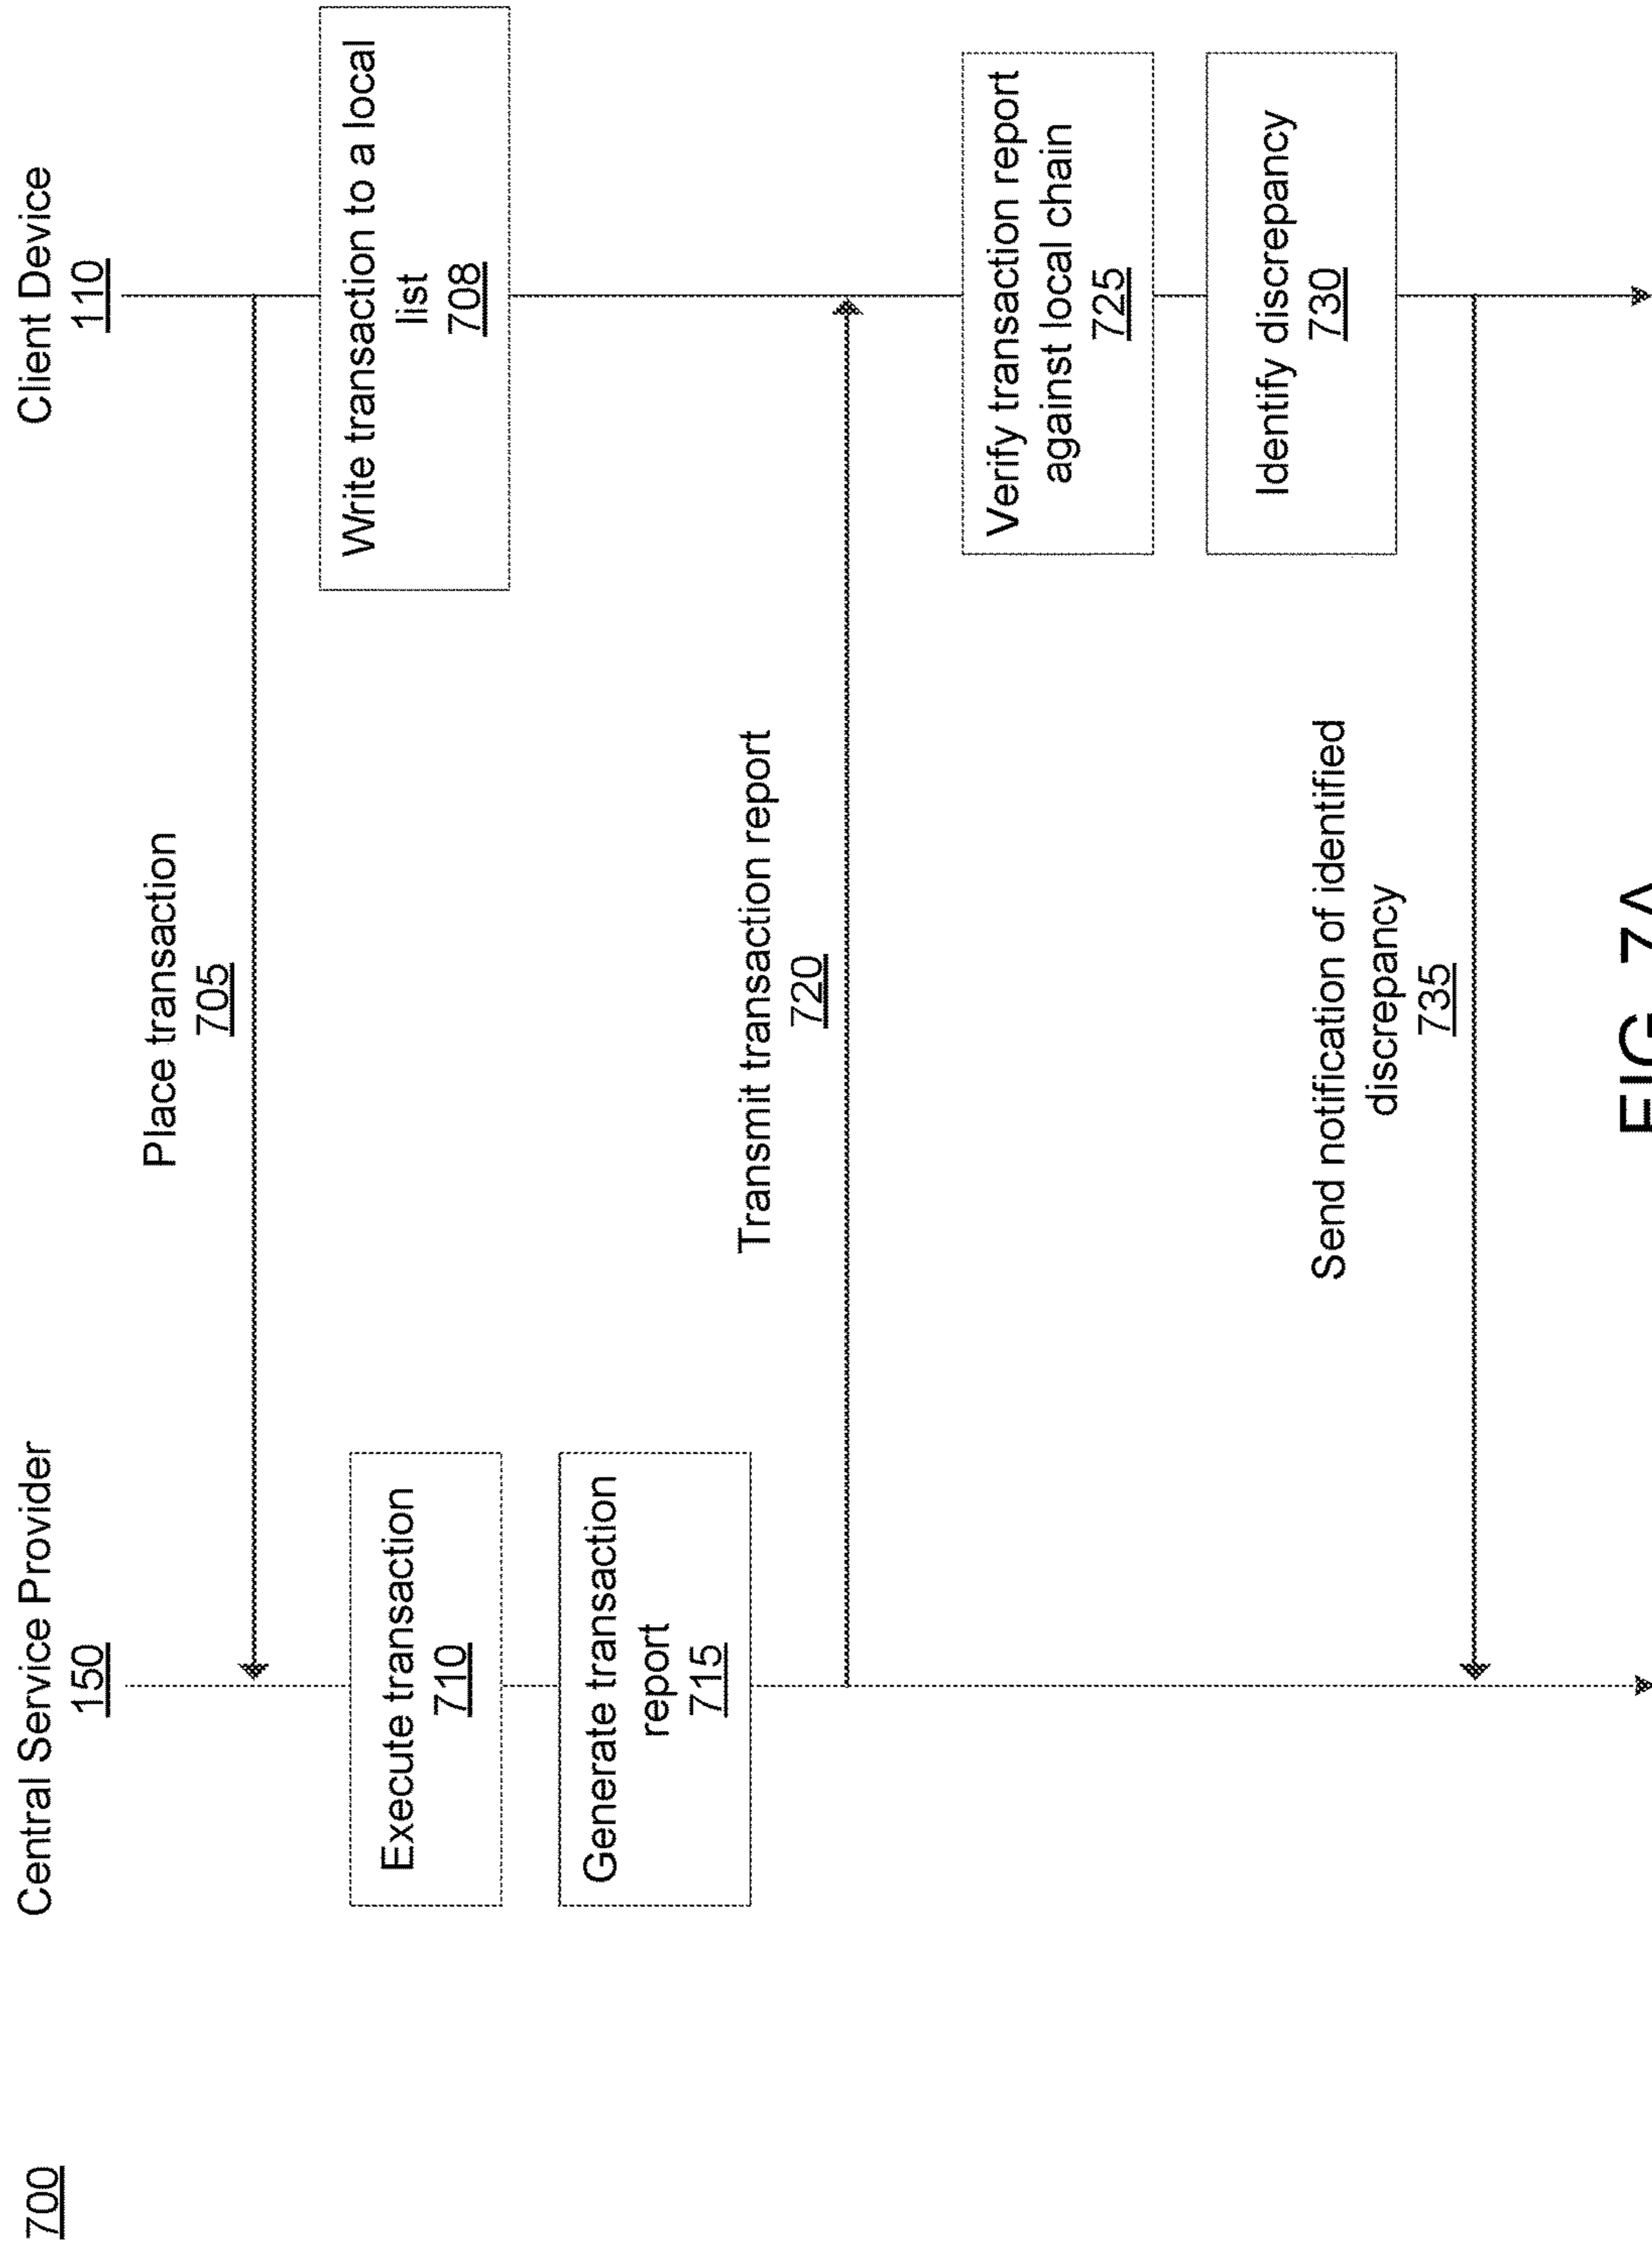 700
Central Service Provider
150
Client Device
110
Place transaction
705
Write transaction to a local
list
708
Execute transaction
710
Generate transaction
report
715
Transmit transaction report
720
Verify transaction report
against local chain
725
Identify discrepancy
730
Send notification of identified
discrepancy
735
FIG 7A